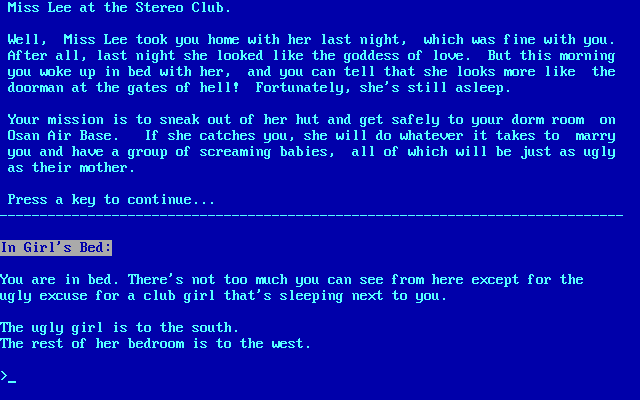 Miss Lee at the Stereo Club.
Well,  Miss Lee took you home with her last night,  which was fine with you.
After all, last night she looked like the goddess of love.  But this morning
you woke up in bed with her,  and you can tell that she looks more like  the
doorman at the gates of hell!  Fortunately, she's still asleep.
Your mission is to sneak out of her hut and get safely to your dorm room  on
Osan Air Base.   If she catches you, she will do whatever it takes to  marry
you and have a group of screaming babies,  all of which will be just as ugly
as their mother.
Press a key to continue...
------------------------------------------------------------------------------
In Girl's Bed:
You are in bed. There's not too much you can see from here except for the
ugly excuse for a club girl that's sleeping next to you.
The ugly girl is to the south.
The rest of her bedroom is to the west.
>_